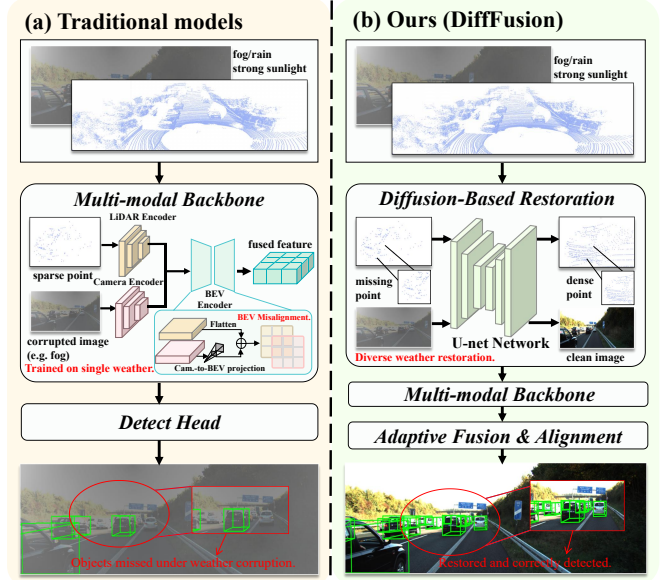 (a) Traditional models
fog/rain
strong sunlight
Multi-modal Backbone
LiDAR Encoder
sparse point
Camera Encoder
fused feature
BEV
Encoder
corrupted image
(e.g. fog)
Trained on single weather.
Flatten
BEV Misalignment.
Cam.-to-BEV projection
Detect Head
Objects missed under weather corruption.
(b) Ours (DiffFusion)
fog/rain
strong sunlight
Diffusion-Based Restoration
missing
point
dense
point
U-net Network
Diverse weather restoration.
clean image
Multi-modal Backbone
Adaptive Fusion & Alignment
Restored and correctly detected.